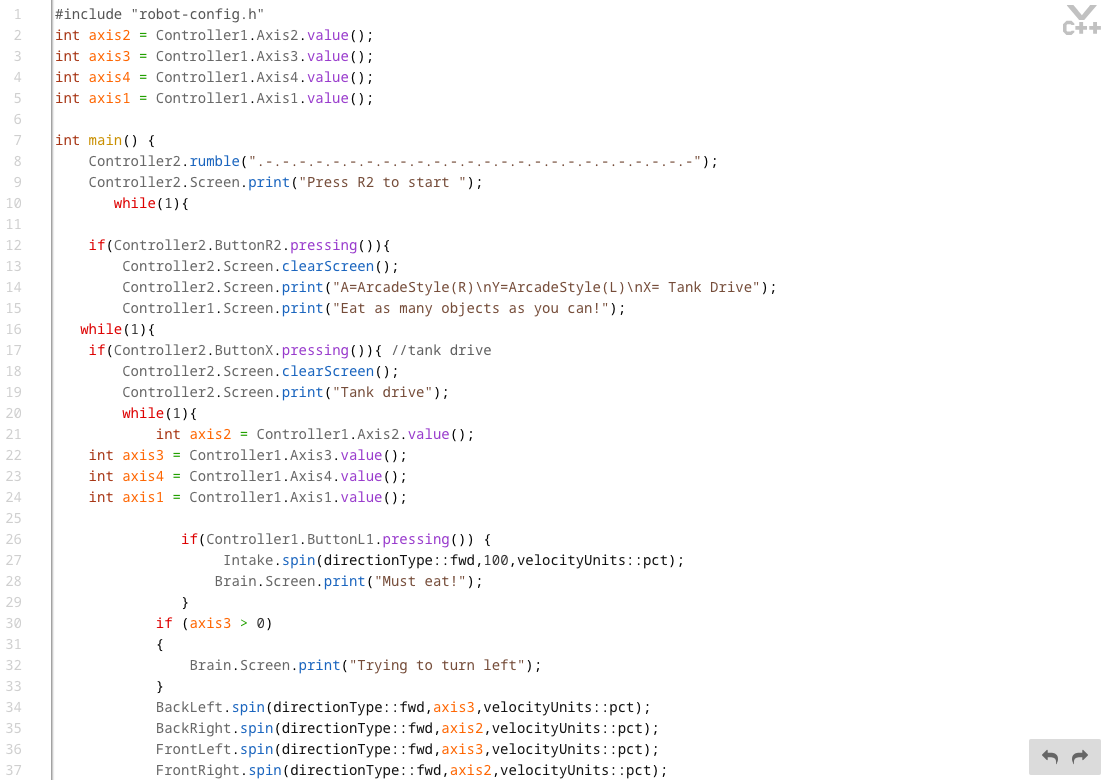 1 #include "robot-config.h"
2 int axis2 = Controller1.Axis2.value();
3 int axis3 = Controller1.Axis3.value();
4 int axis4 = Controller1.Axis4.value();
5 int axis1 = Controller1.Axis1.value();
6
7 int main() {
8 Controller2.rumble(".-.-.-.-.-.-.-.-.-.-.-.-.-.-.-.-.-.-.-.-.-.-.-.-.-.-");
9 Controller2.Screen.print("Press R2 to start ");
10 while(1){
11
12 if(Controller2.ButtonR2.pressing()){
13 Controller2.Screen.clearScreen();
14 Controller2.Screen.print("A=ArcadeStyle(R)\nY=ArcadeStyle(L)\nX= Tank Drive");
15 Controller1.Screen.print("Eat as many objects as you can!");
16 while(1){
17 if(Controller2.ButtonX.pressing()){ //tank drive
18 Controller2.Screen.clearScreen();
19 Controller2.Screen.print("Tank drive");
20 while(1){
21 int axis2 = Controller1.Axis2.value();
22 int axis3 = Controller1.Axis3.value();
23 int axis4 = Controller1.Axis4.value();
24 int axis1 = Controller1.Axis1.value();
25
26 if(Controller1.ButtonL1.pressing()) {
27 Intake.spin(directionType::fwd,100,velocityUnits::pct);
28 Brain.Screen.print("Must eat!");
29 }
30 if (axis3 > 0)
31 {
32 Brain.Screen.print("Trying to turn left");
33 }
34 BackLeft.spin(directionType::fwd,axis3,velocityUnits::pct);
35 BackRight.spin(directionType::fwd,axis2,velocityUnits::pct);
36 FrontLeft.spin(directionType::fwd,axis3,velocityUnits::pct);
37 FrontRight.spin(directionType::fwd,axis2,velocityUnits::pct);
C++